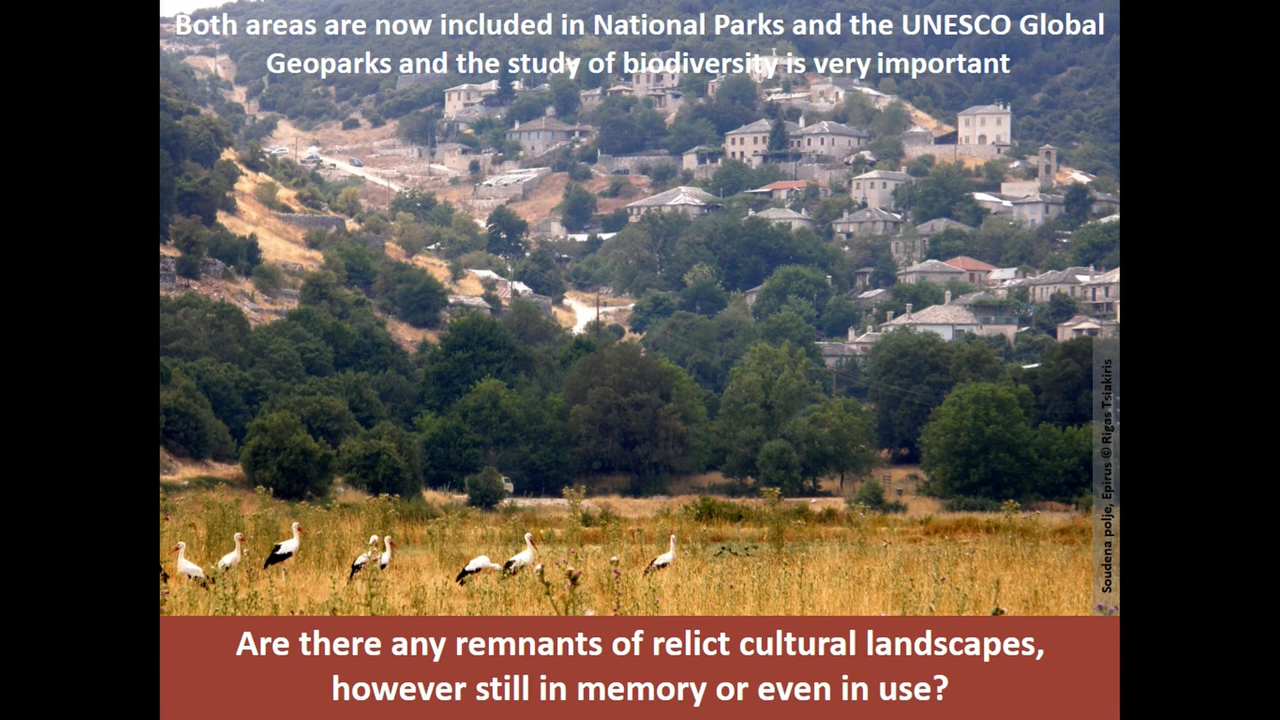 Both areas are now included in National Parks and the UNESCO Global
Geoparks and the study of biodiversity is very important
Soudena polje, Epirus © Rigas Tsiakiris
Are there any remnants of relict cultural landscapes,
however still in memory or even in use?